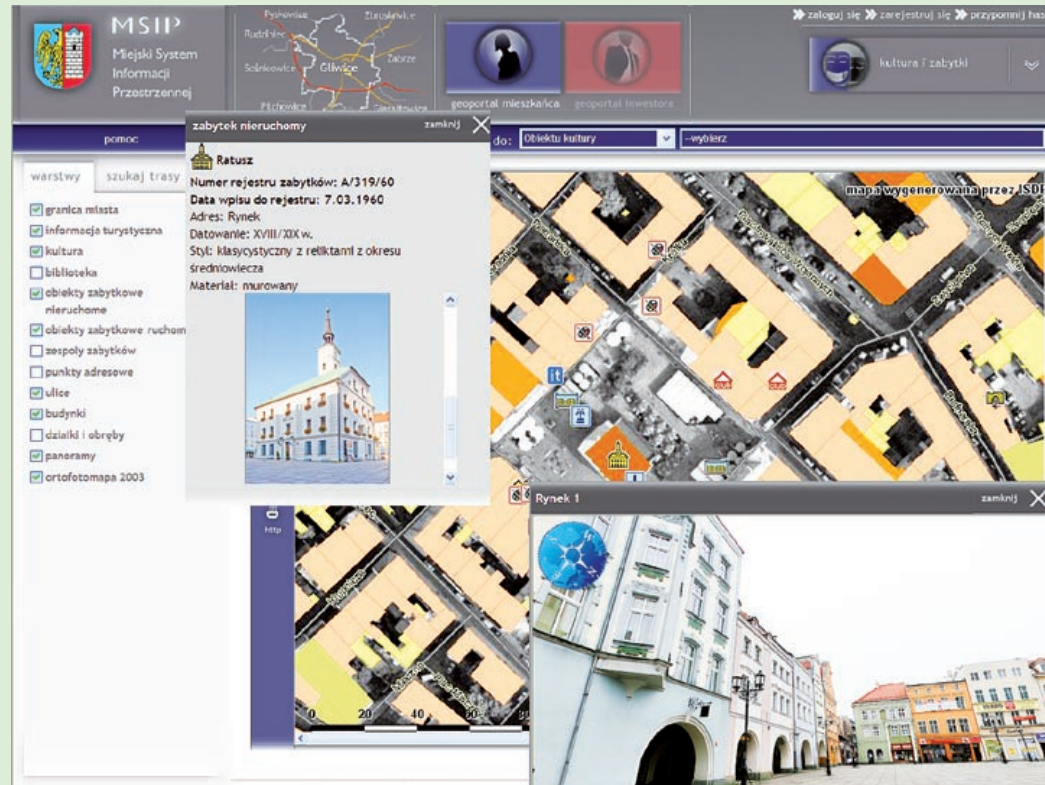 MSIP
Miejski System
Informacji
Przestrzennej
Pyskowice
Zbrosławice
Rudziniec
Zabrze
Sośnicowice
Gliwice
Pilchowice
Gierałtowice
geoportal mieszkańca
geoportal inwestora
zaloguj się
zarejestruj się
przypomnij has
kultura i zabytki
pomoc
do:
Obiektu kultury
--wybierz
warstwy
szukaj trasy
granica miasta
informacja turystyczna
kultura
biblioteka
obiekty zabytkowe
nieruchome
obiekty zabytkowe ruchom
zespoły zabytków
punkty adresowe
ulice
budynki
działki i obręby
panoramy
ortofotomapa 2003
zabytek nieruchomy
zamknij
Ratusz
Numer rejestru zabytków: A/319/60
Data wpisu do rejestru: 7.03.1960
Adres: Rynek
Datowanie: XVIII/XIX w.
Styl: klasycystyczny z reliktami z okresu
średniowiecza
Materiał: murowany
mapa wygenerowana przez ISDP
it
http
0 20 40 60
Rynek 1
zamknij